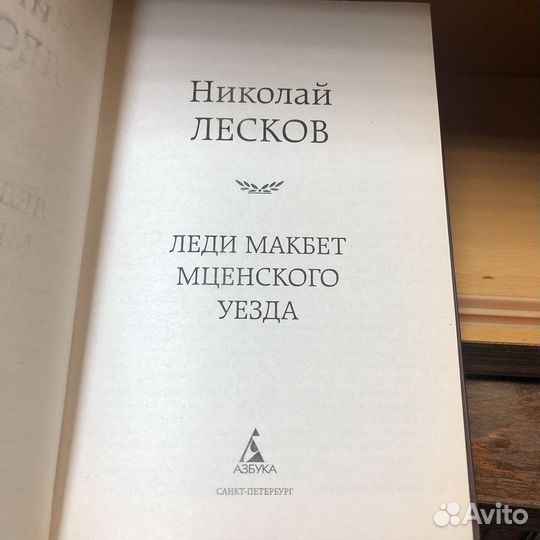 Николай
ЛЕСКОВ
ЛЕДИ МАКБЕТ
МЦЕНСКОГО
УЕЗДА
АЗБУКА
САНКТ-ПЕТЕРБУРГ
Avito